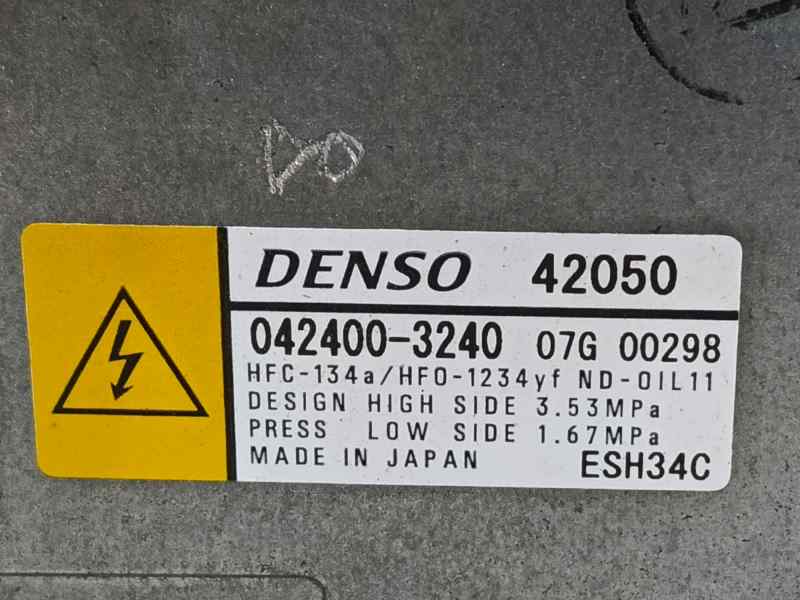 DENSO 42050
042400-3240 07G 00298
HFC-134a/HFO-1234yf ND-OIL11
DESIGN HIGH SIDE 3.53MPa
PRESS LOW SIDE 1.67MPa
MADE IN JAPAN ESH34C